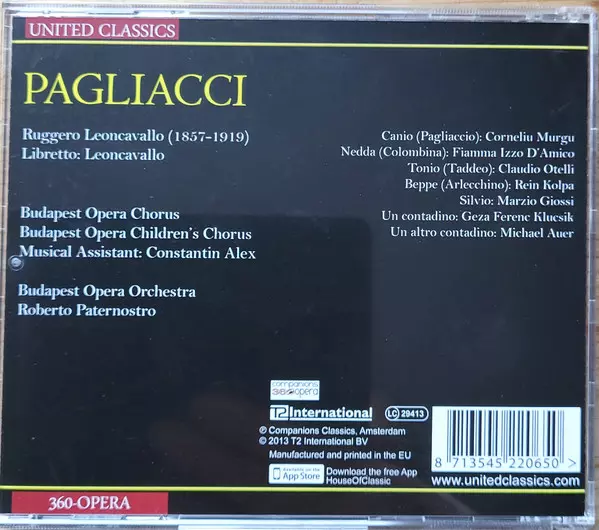 UNITED CLASSICS
PAGLIACCI
Ruggero Leoncavallo (1857-1919)
Libretto: Leoncavallo
Budapest Opera Chorus
Budapest Opera Children's Chorus
Musical Assistant: Constantin Alex
Budapest Opera Orchestra
Roberto Paternostro
Canio (Pagliaccio): Corneliu Murgu
Nedda (Colombina): Fiamma Izzo D'Amico
Tonio (Taddeo): Claudio Otelli
Beppe (Arlecchino): Rein Kolpa
Silvio: Marzio Giossi
Un contadino: Geza Ferenc Klucsik
Un altro contadino: Michael Auer
companions
360 opera
T2 International
LC 29413
℗ Companions Classics, Amsterdam
© 2013 T2 International BV
Manufactured and printed in the EU
Available on the
App Store
Download the free App
HouseOfClassic
8 713545 220650 >
www.unitedclassics.com
360-OPERA